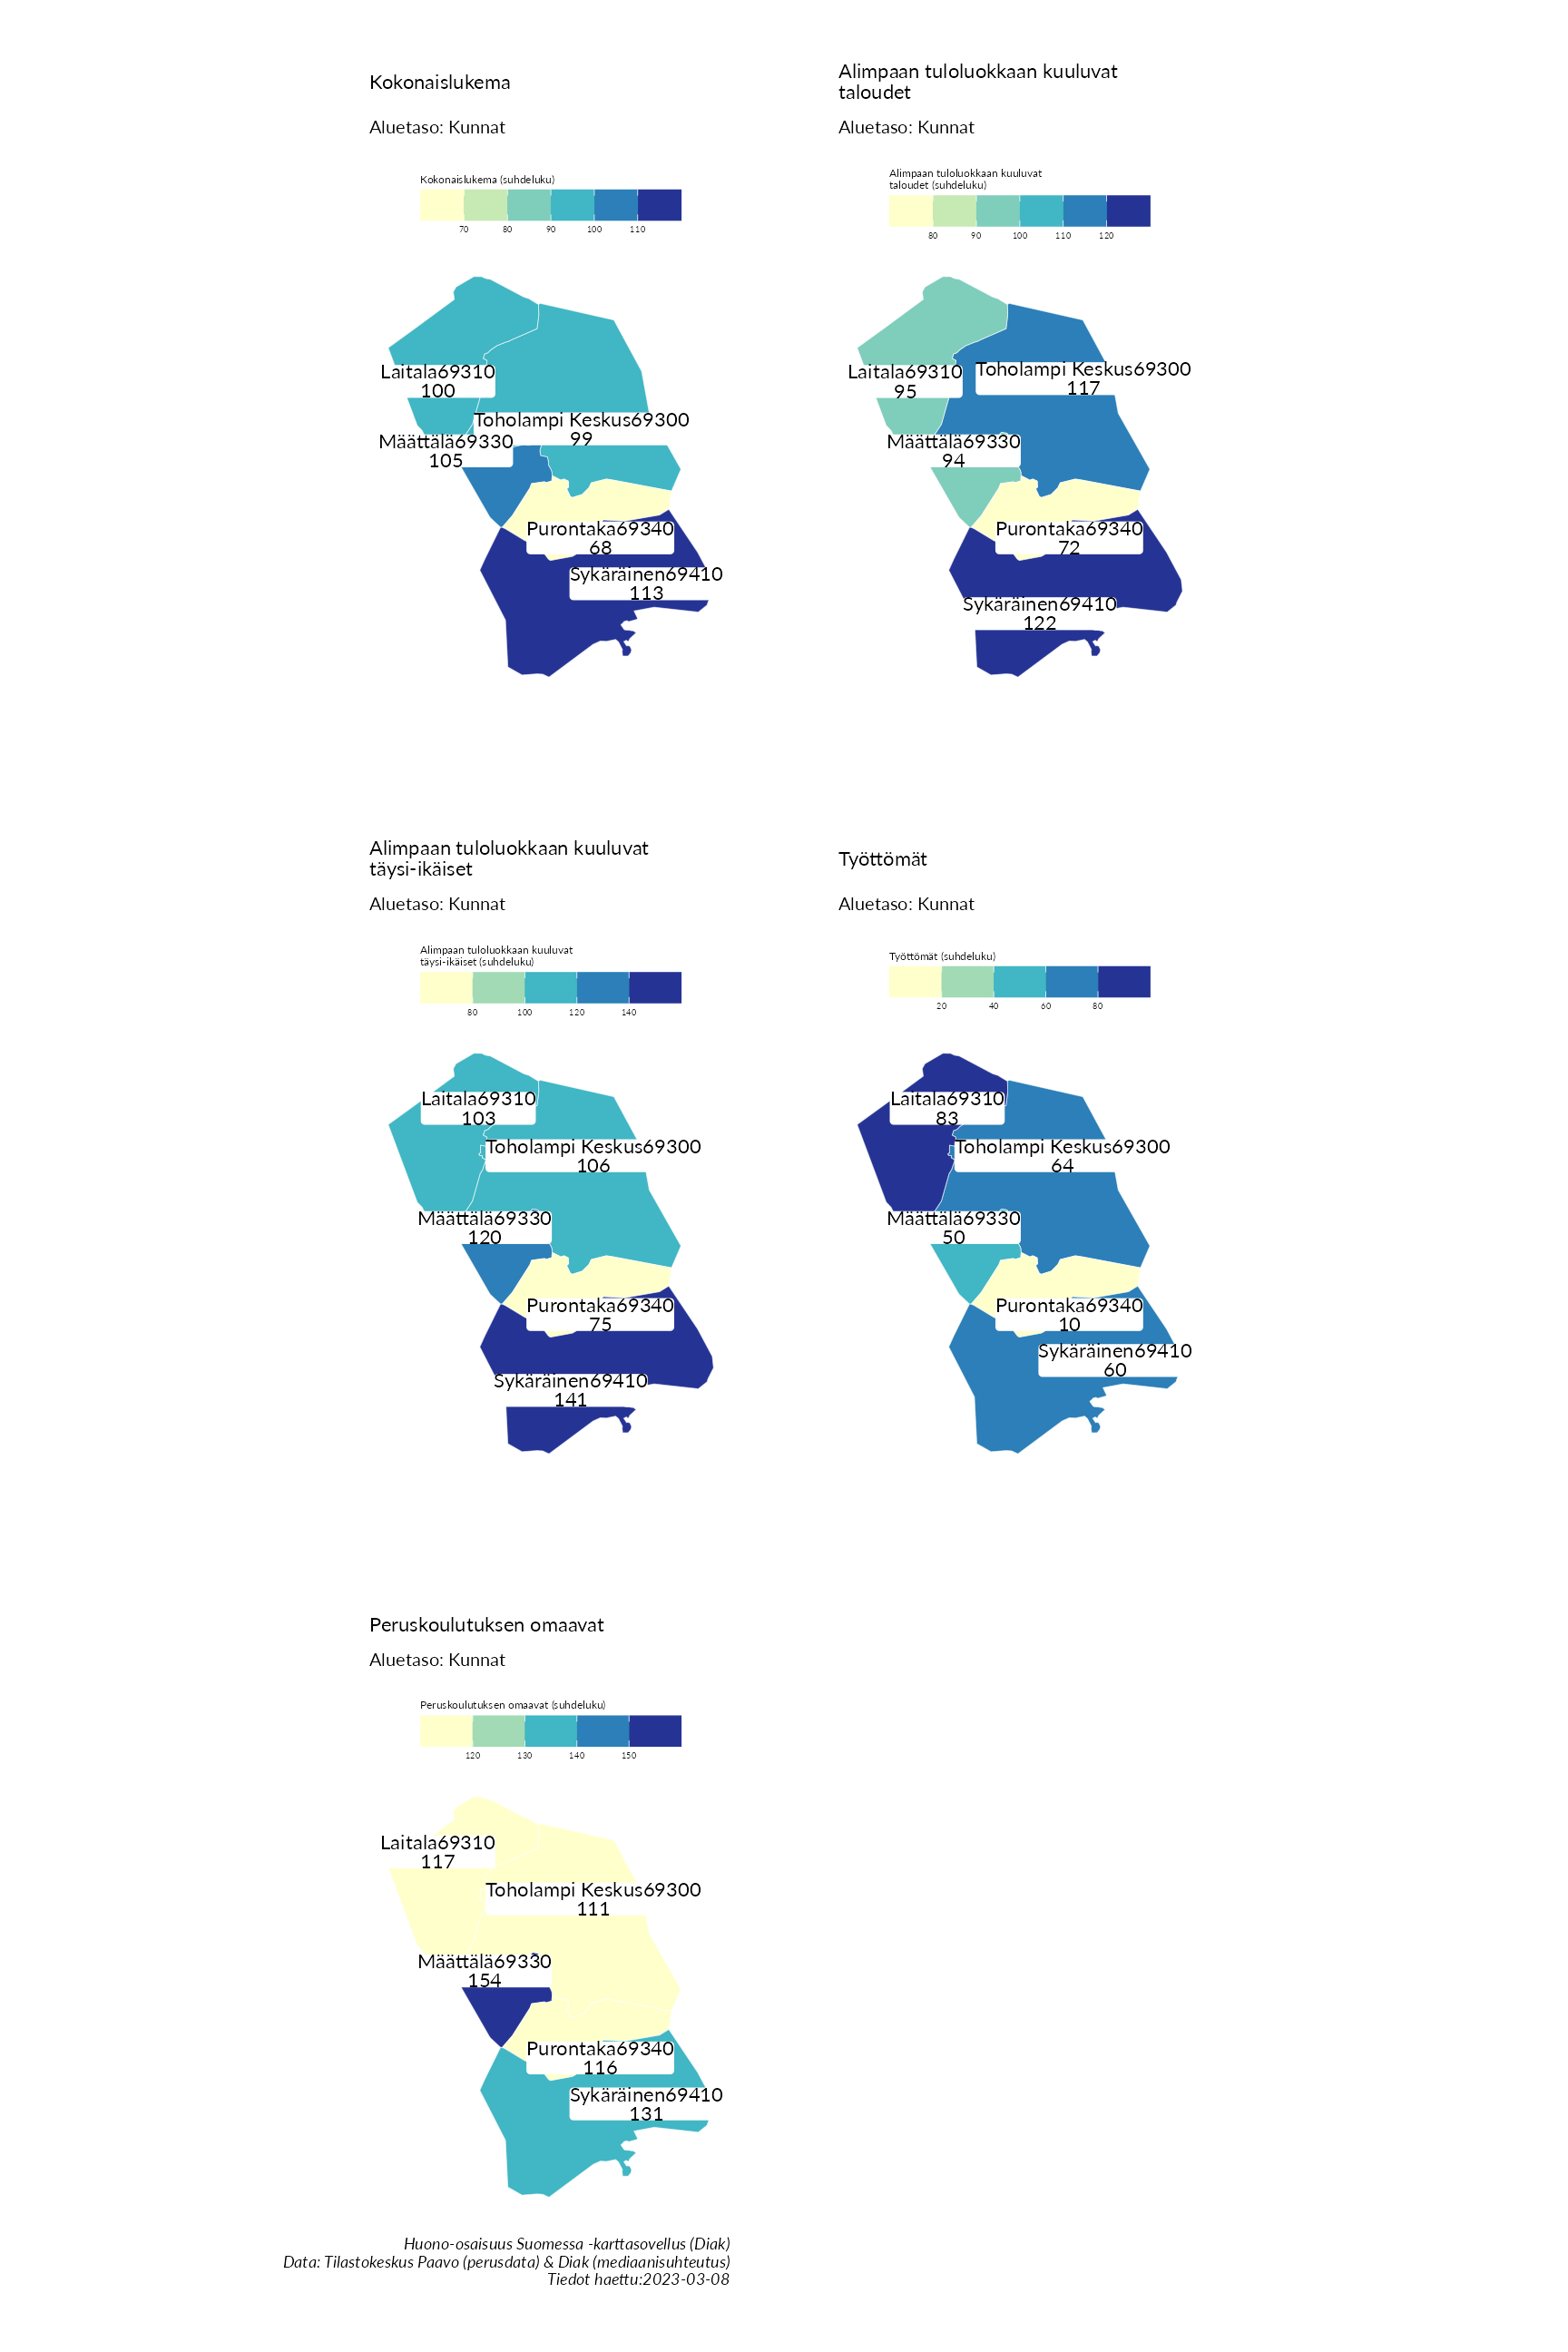 Kokonaislukema
Aluetaso: Kunnat
Kokonaislukema (suhdeluku)
70 80 90 100 110
Laitala69310
100
Toholampi Keskus69300
99
Määttälä69330
105
Purontaka69340
68
Sykäräinen69410
113
Alimpaan tuloluokkaan kuuluvat
taloudet
Aluetaso: Kunnat
Alimpaan tuloluokkaan kuuluvat
taloudet (suhdeluku)
80 90 100 110 120
Toholampi Keskus69300
117
Laitala69310
95
Määttälä69330
94
Purontaka69340
72
Sykäräinen69410
122
Alimpaan tuloluokkaan kuuluvat
täysi-ikäiset
Aluetaso: Kunnat
Alimpaan tuloluokkaan kuuluvat
täysi-ikäiset (suhdeluku)
80 100 120 140
Laitala69310
103
Toholampi Keskus69300
106
Määttälä69330
120
Purontaka69340
75
Sykäräinen69410
141
Työttömät
Aluetaso: Kunnat
Työttömät (suhdeluku)
20 40 60 80
Laitala69310
83
Toholampi Keskus69300
64
Määttälä69330
50
Purontaka69340
10
Sykäräinen69410
60
Peruskoulutuksen omaavat
Aluetaso: Kunnat
Peruskoulutuksen omaavat (suhdeluku)
120 130 140 150
Laitala69310
117
Toholampi Keskus69300
111
Määttälä69330
154
Purontaka69340
116
Sykäräinen69410
131
Huono-osaisuus Suomessa -karttasovellus (Diak)
Data: Tilastokeskus Paavo (perusdata) & Diak (mediaanisuhteutus)
Tiedot haettu:2023-03-08